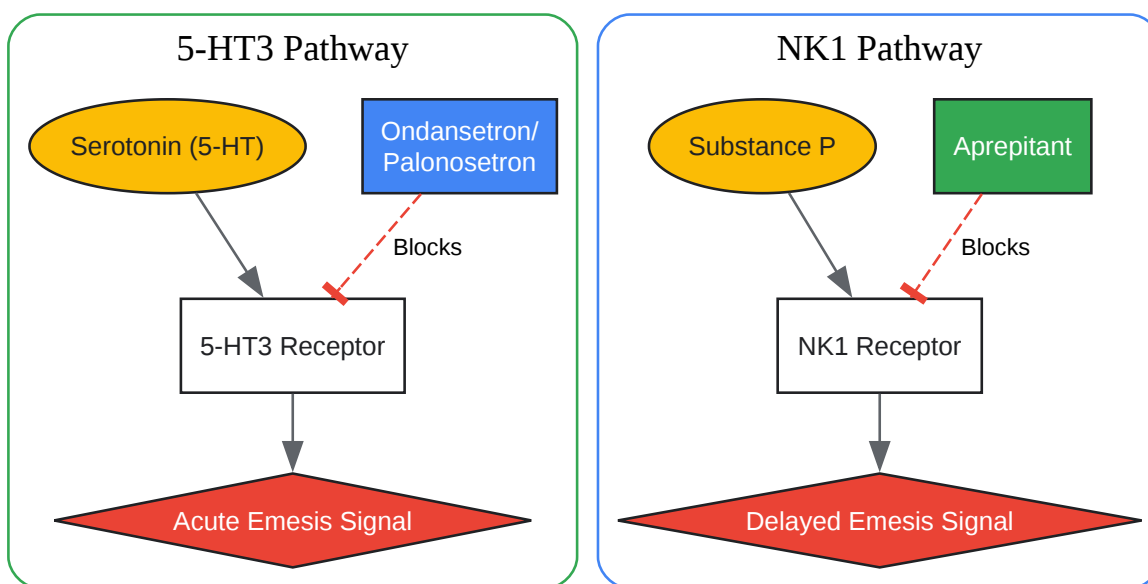 5-HT3 Pathway
Serotonin (5-HT)
Ondansetron/
Palonosetron
Blocks
5-HT3 Receptor
Acute Emesis Signal
NK1 Pathway
Substance P
Aprepitant
Blocks
NK1 Receptor
Delayed Emesis Signal